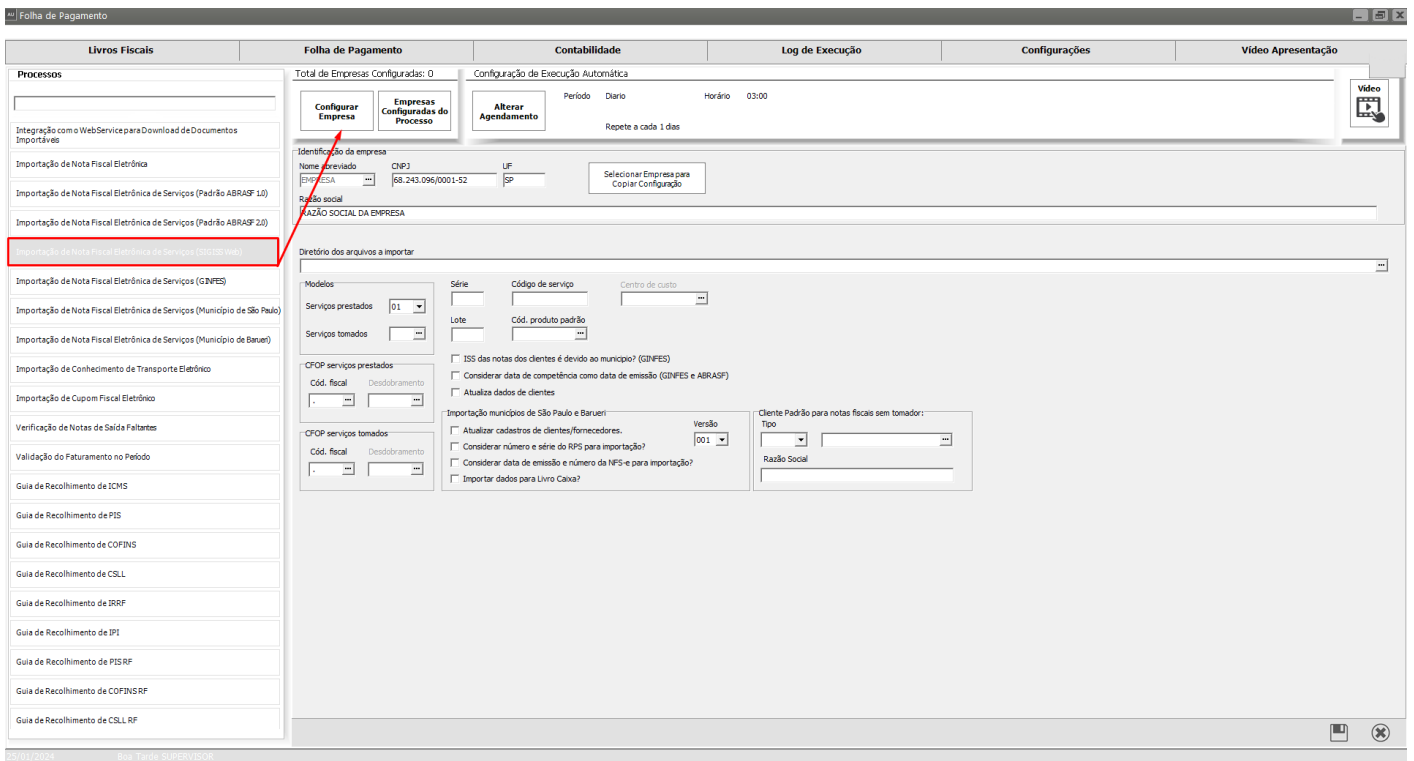 AU Folha de Pagamento
Livros Fiscais Folha de Pagamento Contabilidade Log de Execução Configurações Vídeo Apresentação
Processos
Integração com o WebService para Download de Documentos
Importáveis
Importação de Nota Fiscal Eletrônica
Importação de Nota Fiscal Eletrônica de Serviços (Padrão ABRASF 1.0)
Importação de Nota Fiscal Eletrônica de Serviços (Padrão ABRASF 2.0)
Importação de Nota Fiscal Eletrônica de Serviços (SIGISS Web)
Importação de Nota Fiscal Eletrônica de Serviços (GINFES)
Importação de Nota Fiscal Eletrônica de Serviços (Município de São Paulo)
Importação de Nota Fiscal Eletrônica de Serviços (Município de Barueri)
Importação de Conhecimento de Transporte Eletrônico
Importação de Cupom Fiscal Eletrônico
Verificação de Notas de Saída Faltantes
Validação do Faturamento no Período
Guia de Recolhimento de ICMS
Guia de Recolhimento de PIS
Guia de Recolhimento de COFINS
Guia de Recolhimento de CSLL
Guia de Recolhimento de IRRF
Guia de Recolhimento de IPI
Guia de Recolhimento de PIS RF
Guia de Recolhimento de COFINS RF
Guia de Recolhimento de CSLL RF
Total de Empresas Configuradas: 0
Configurar
Empresa
Empresas
Configuradas do
Processo
Configuração de Execução Automática
Alterar
Agendamento
Período Diario Horário 03:00
Repete a cada 1 dias
Vídeo
Identificação da empresa
Nome abreviado CNPJ UF
EMPRESA ... 68.243.096/0001-52 SP
Selecionar Empresa para
Copiar Configuração
Razão social
RAZÃO SOCIAL DA EMPRESA
Diretório dos arquivos a importar
...
Modelos
Serviços prestados 01
Serviços tomados ...
Série Código de serviço Centro de custo
...
Lote Cód. produto padrão
...
CFOP serviços prestados
Cód. fiscal Desdobramento
. ... ...
CFOP serviços tomados
Cód. fiscal Desdobramento
. ... ...
ISS das notas dos clientes é devido ao municipio? (GINFES)
Considerar data de competência como data de emissão (GINFES e ABRASF)
Atualiza dados de clientes
Importação municípios de São Paulo e Barueri
Versão
001
Atualizar cadastros de clientes/fornecedores.
Considerar número e série do RPS para importação?
Considerar data de emissão e número da NFS-e para importação?
Importar dados para Livro Caixa?
Cliente Padrão para notas fiscais sem tomador:
Tipo
...
Razão Social
25/01/2024 Boa Tarde SUPERVISOR